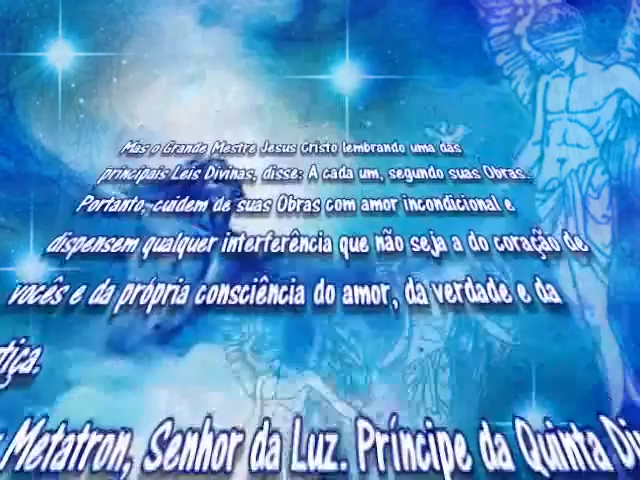 Mas o Grande Mestre Jesus Cristo lembrando uma das
principais Leis Divinas, disse: A cada um, segundo suas Obras.
Portanto, cuidem de suas Obras com amor incondicional e
dispensem qualquer interferência que não seja a do coração de
vocês e da própria consciência do amor, da verdade e da
tiça.
Metatron, Senhor da Luz. Príncipe da Quinta Di